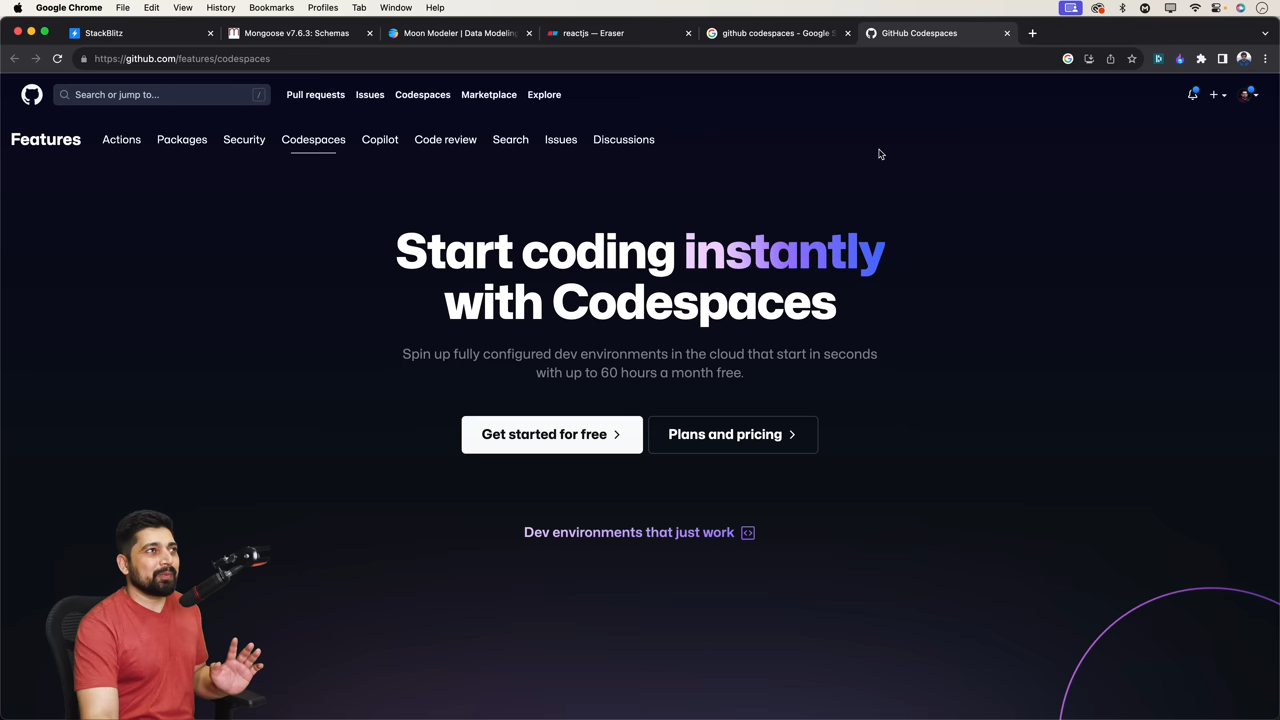 Google Chrome File Edit View History Bookmarks Profiles Tab Window Help
StackBlitz
Mongoose v7.6.3: Schemas
Moon Modeler | Data Modeling
reactjs — Eraser
github codespaces - Google S
GitHub Codespaces
https://github.com/features/codespaces
Search or jump to... /
Pull requests Issues Codespaces Marketplace Explore
Features Actions Packages Security Codespaces Copilot Code review Search Issues Discussions
Start coding instantly
with Codespaces
Spin up fully configured dev environments in the cloud that start in seconds
with up to 60 hours a month free.
Get started for free
Plans and pricing
Dev environments that just work